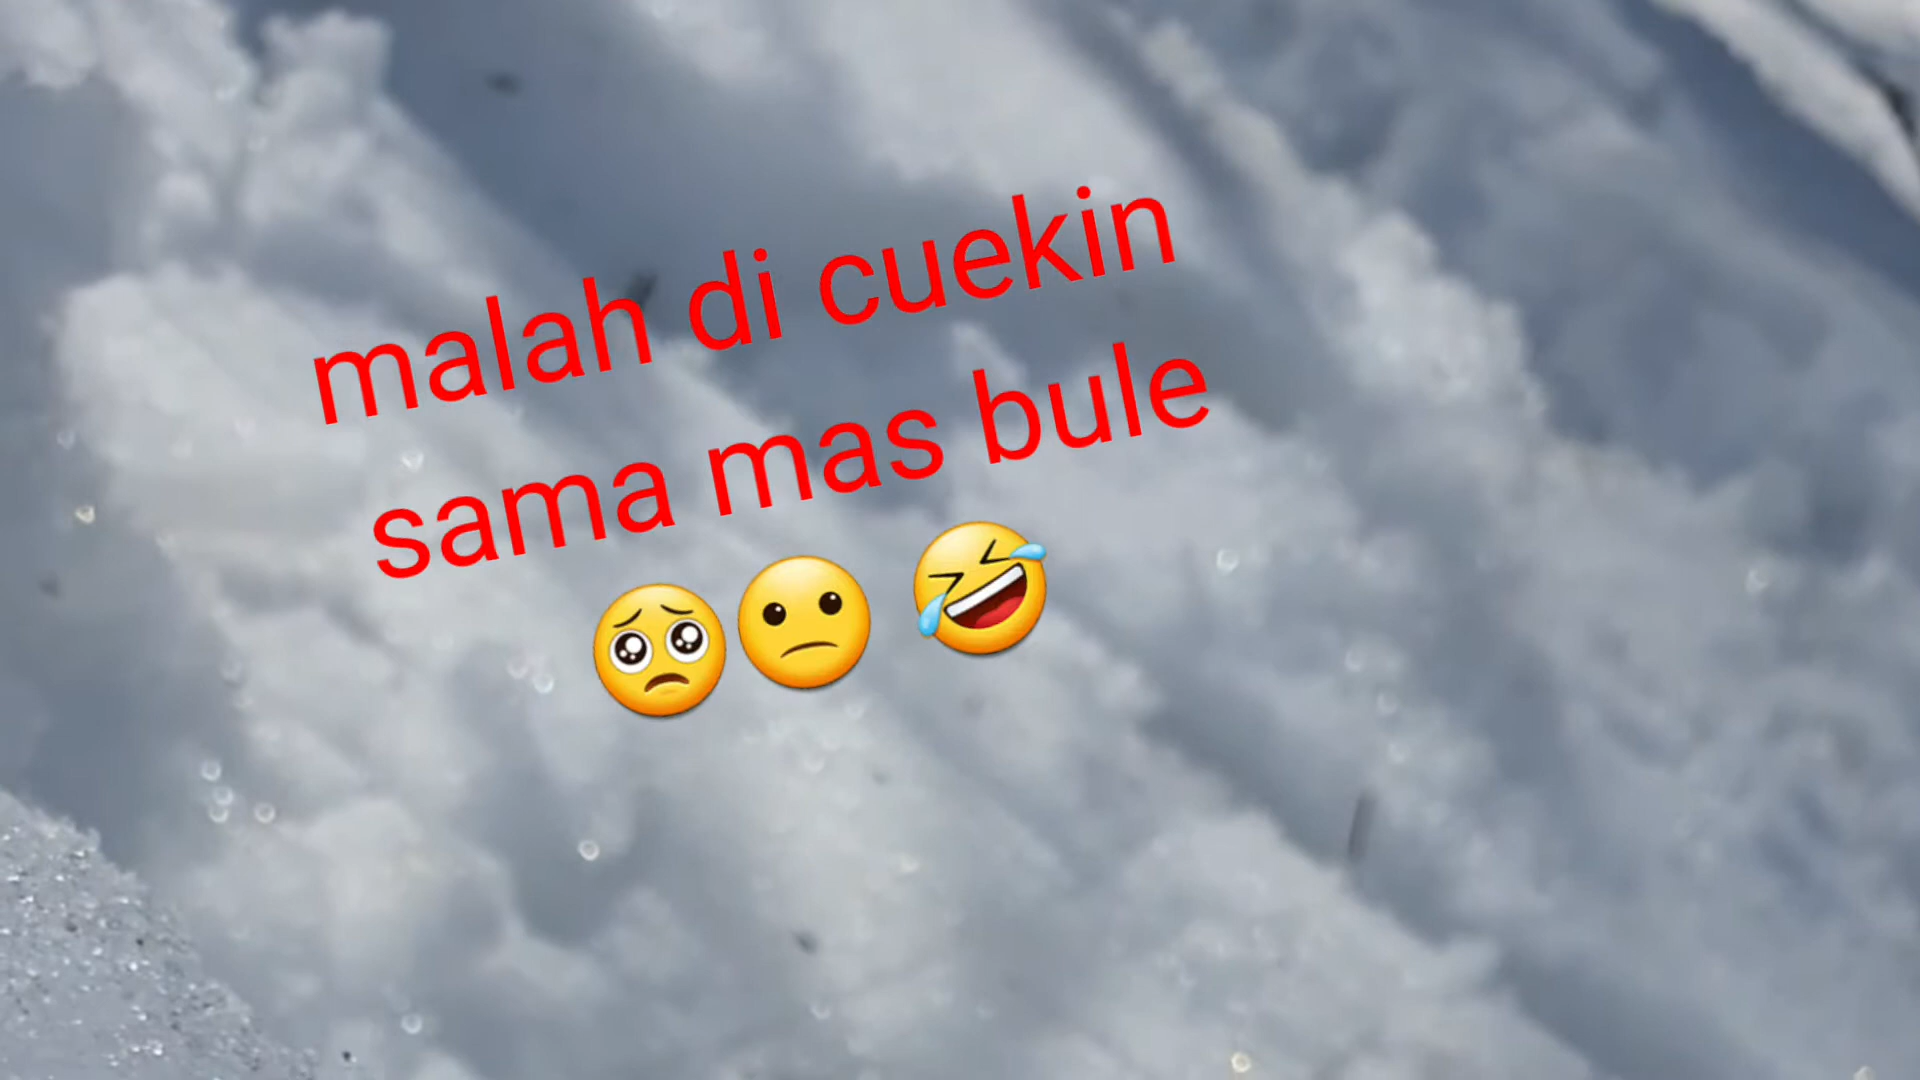 malah di cuekin
sama mas bule
🥺😕 🤣